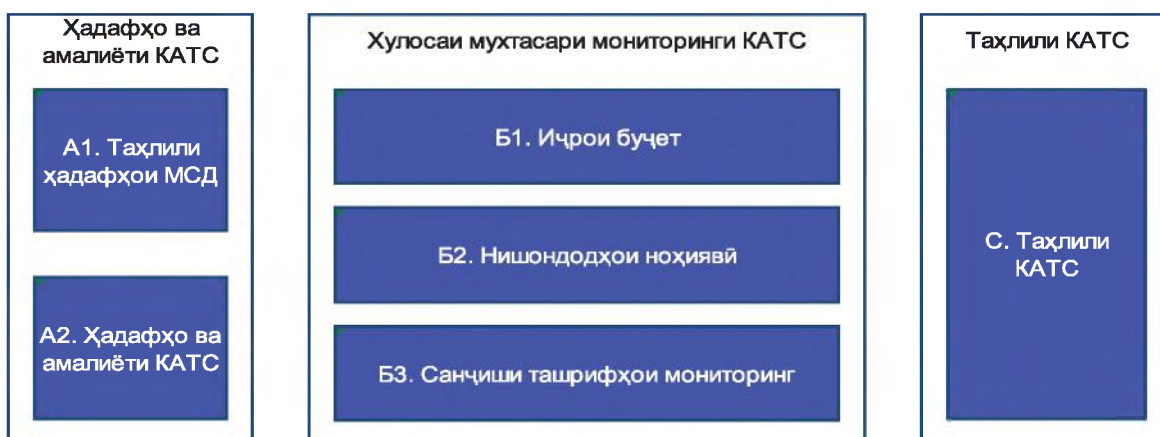 Ҳадафҳо ва
амалиёти КАТС
А1. Таҳлили
ҳадафҳои МСД
А2. Ҳадафҳо ва
амалиёти КАТС
Хулосаи мухтасари мониторинги КАТС
Б1. Иҷрои буҷет
Б2. Нишондодҳои ноҳиявӣ
Б3. Санҷиши ташрифҳои мониторинг
Таҳлили КАТС
С. Таҳлили
КАТС